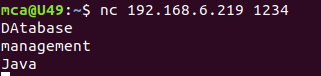 mca@U49:~$ nc 192.168.6.219 1234
DAtabase
management
Java